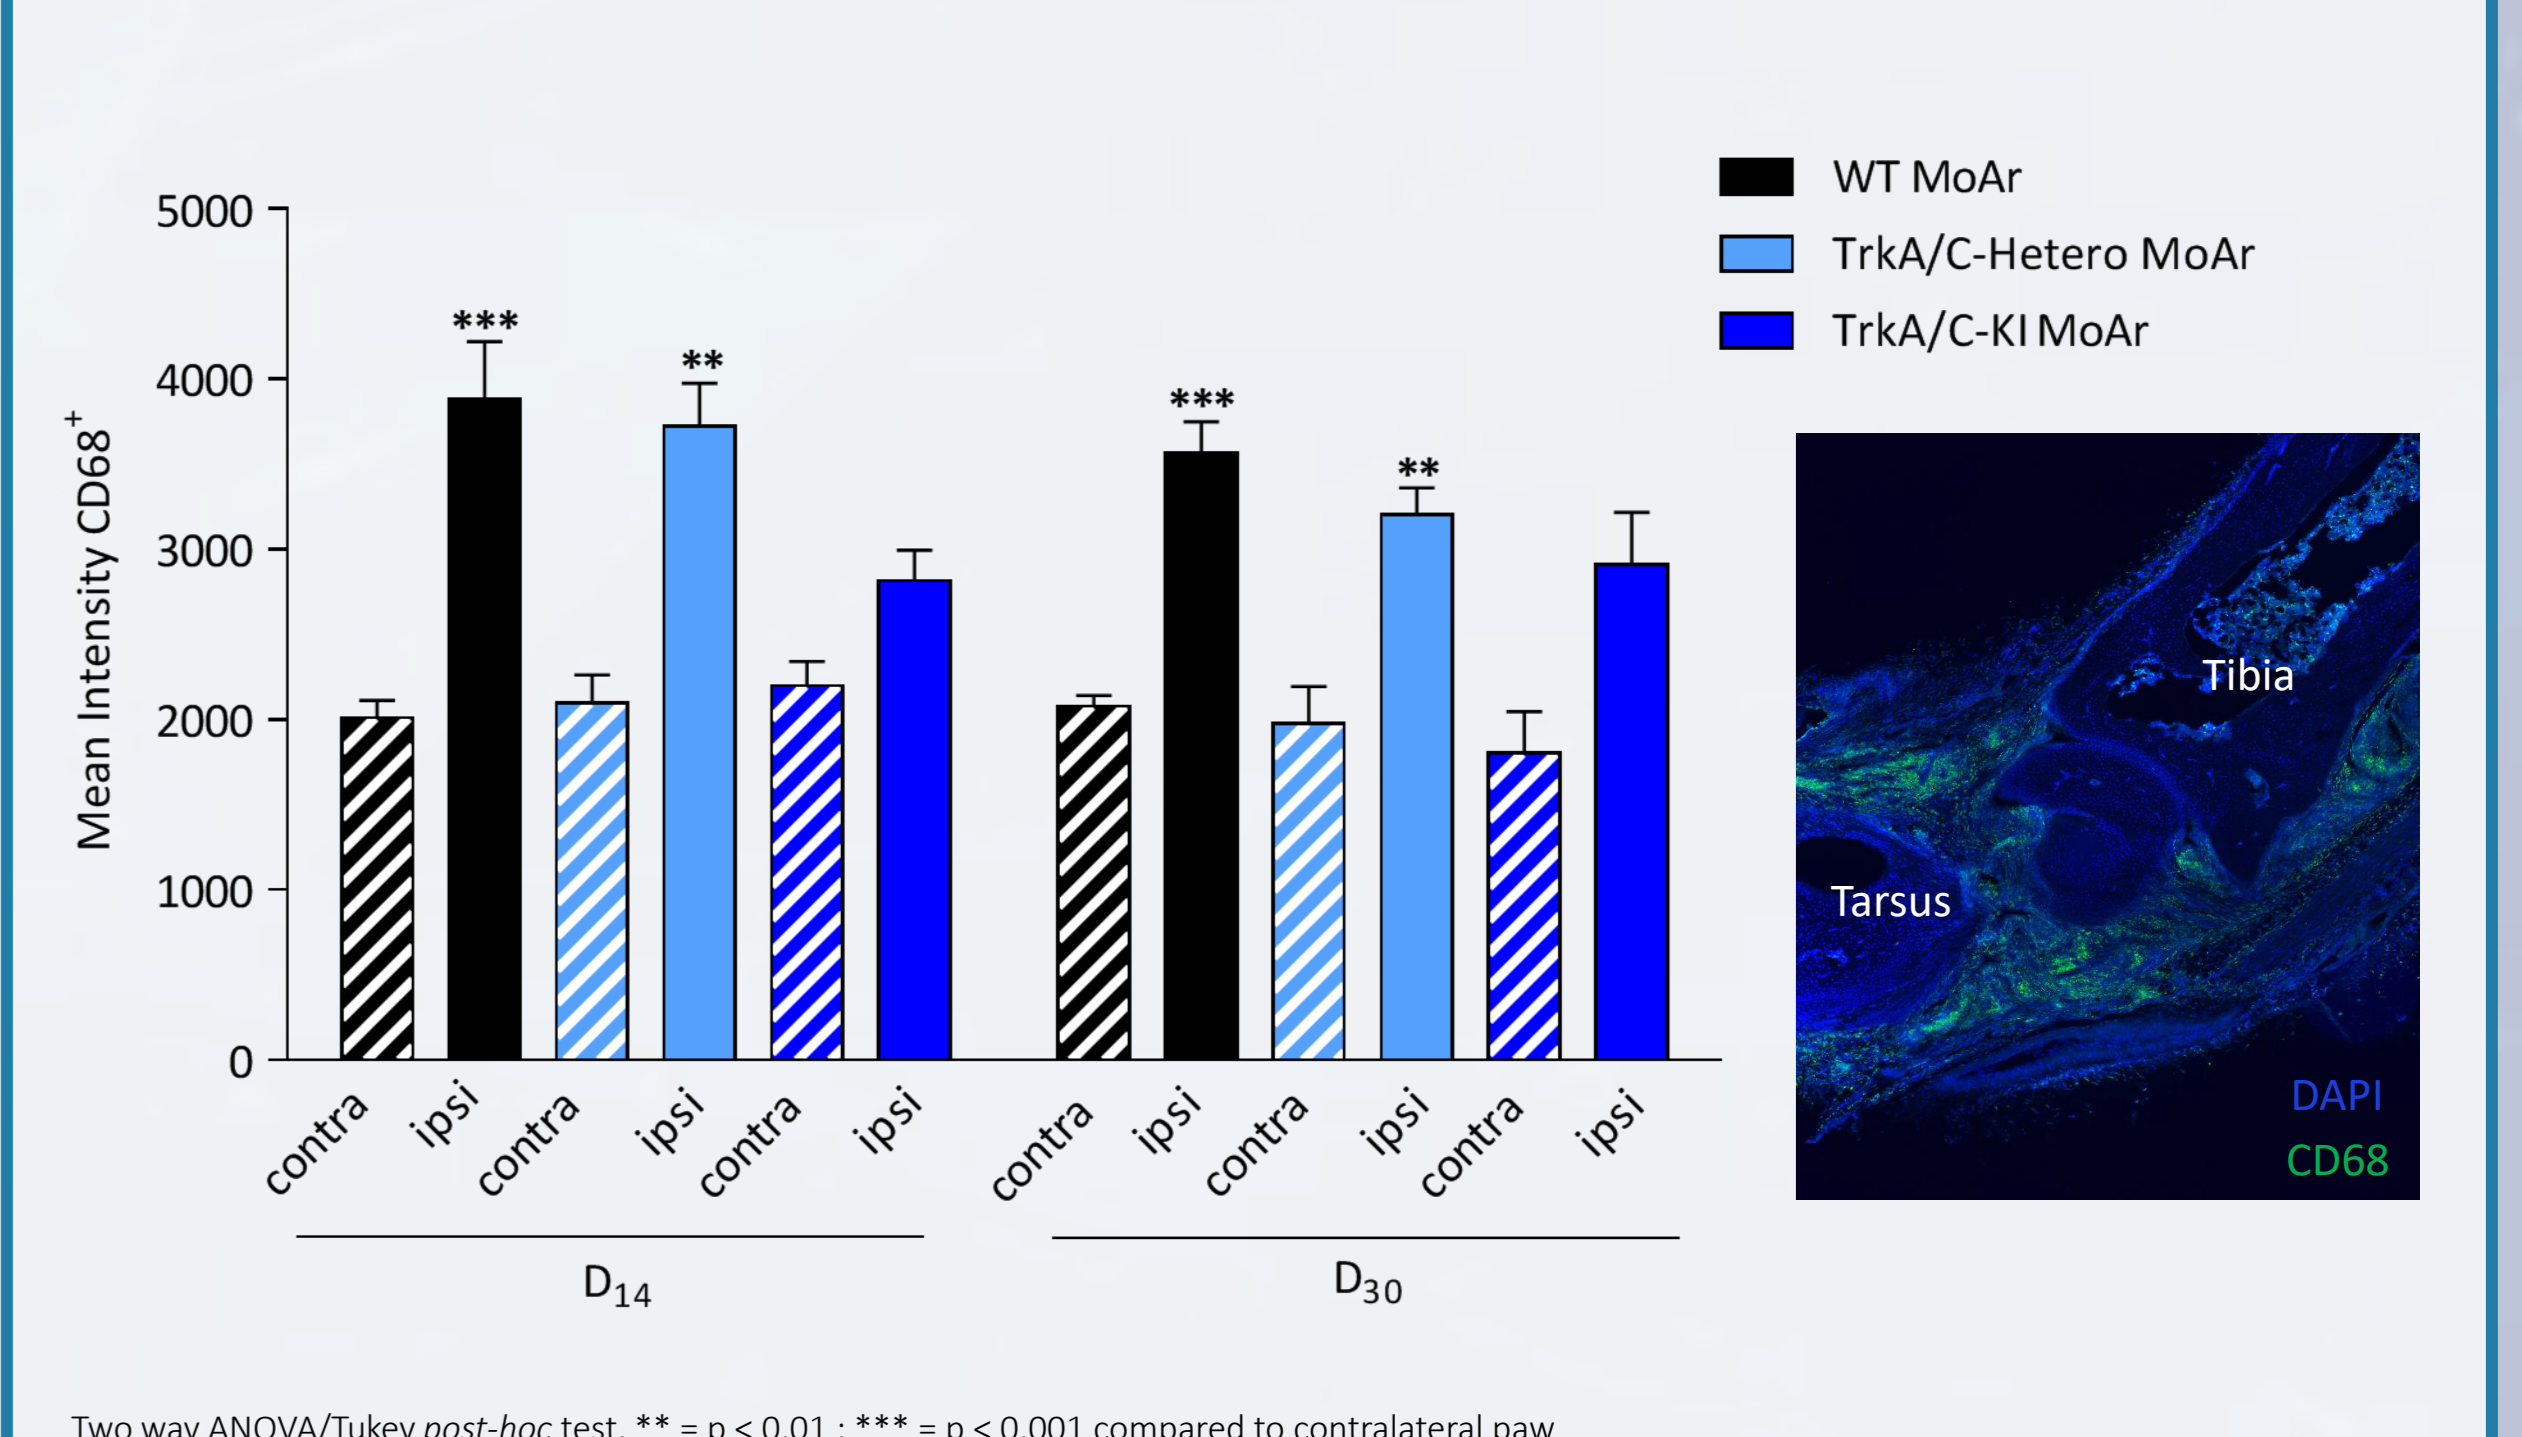 WT MoAr
TrkA/C-Hetero MoAr
TrkA/C-KI MoAr
Mean Intensity CD68⁺
5000
4000
3000
2000
1000
0
***
**
***
**
contra ipsi contra ipsi contra ipsi contra ipsi contra ipsi contra ipsi
D₁₄ D₃₀
Tibia
Tarsus
DAPI
CD68
Two way ANOVA/Tukey post-hoc test. ** = p < 0.01 ; *** = p < 0.001 compared to contralateral paw